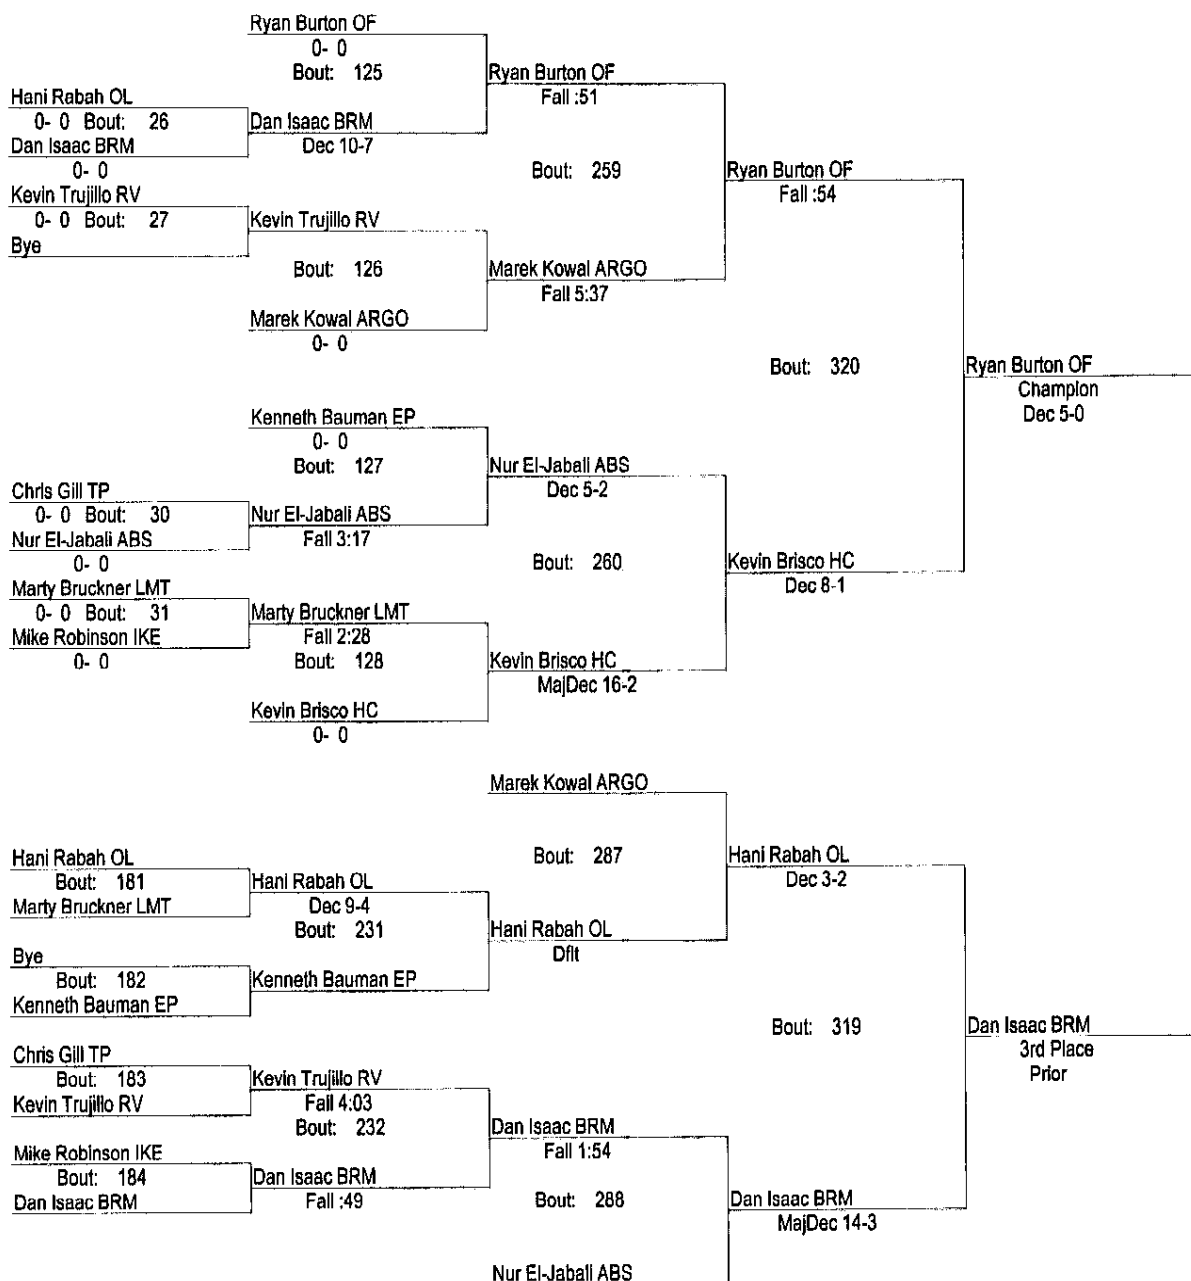 Ryan Burton OF
0- 0
Bout: 125
Ryan Burton OF
Fall :51
Hani Rabah OL
0- 0 Bout: 26
Dan Isaac BRM
Dec 10-7
Dan Isaac BRM
0- 0
Bout: 259
Ryan Burton OF
Fall :54
Kevin Trujillo RV
0- 0 Bout: 27
Kevin Trujillo RV
Bye
Bout: 126
Marek Kowal ARGO
Fall 5:37
Marek Kowal ARGO
0- 0
Bout: 320
Ryan Burton OF
Champion
Dec 5-0
Kenneth Bauman EP
0- 0
Bout: 127
Nur El-Jabali ABS
Dec 5-2
Chris Gill TP
0- 0 Bout: 30
Nur El-Jabali ABS
Fall 3:17
Nur El-Jabali ABS
0- 0
Bout: 260
Kevin Brisco HC
Dec 8-1
Marty Bruckner LMT
0- 0 Bout: 31
Marty Bruckner LMT
Fall 2:28
Mike Robinson IKE
0- 0
Bout: 128
Kevin Brisco HC
MajDec 16-2
Kevin Brisco HC
0- 0
Marek Kowal ARGO
Bout: 287
Hani Rabah OL
Dec 3-2
Hani Rabah OL
Bout: 181
Hani Rabah OL
Dec 9-4
Marty Bruckner LMT
Bout: 231
Hani Rabah OL
Dflt
Bye
Bout: 182
Kenneth Bauman EP
Kenneth Bauman EP
Bout: 319
Dan Isaac BRM
3rd Place
Prior
Chris Gill TP
Bout: 183
Kevin Trujillo RV
Fall 4:03
Kevin Trujillo RV
Bout: 232
Dan Isaac BRM
Fall 1:54
Mike Robinson IKE
Bout: 184
Dan Isaac BRM
Fall :49
Dan Isaac BRM
Bout: 288
Dan Isaac BRM
MajDec 14-3
Nur El-Jabali ABS